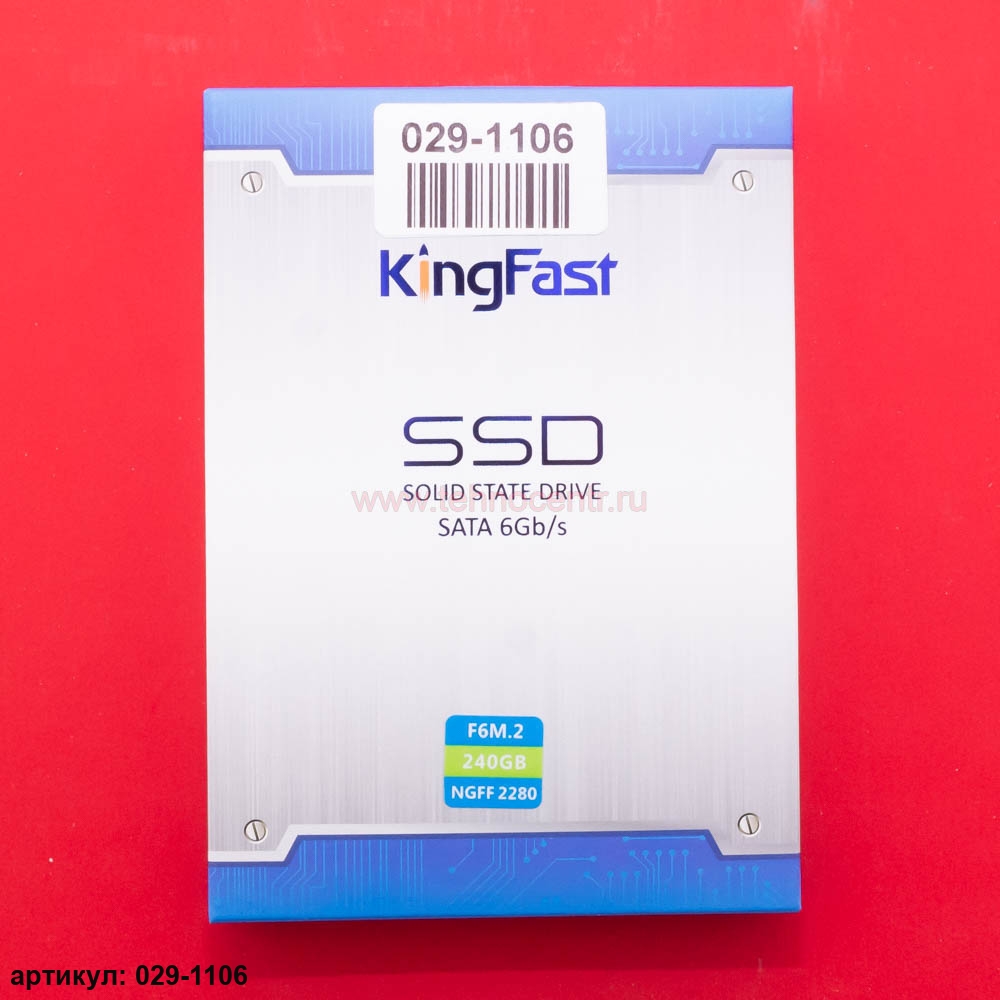 029-1106
KingFast
SSD
SOLID STATE DRIVE
www.tehnocentr.ru
SATA 6Gb/s
F6M.2
240GB
NGFF 2280
артикул: 029-1106